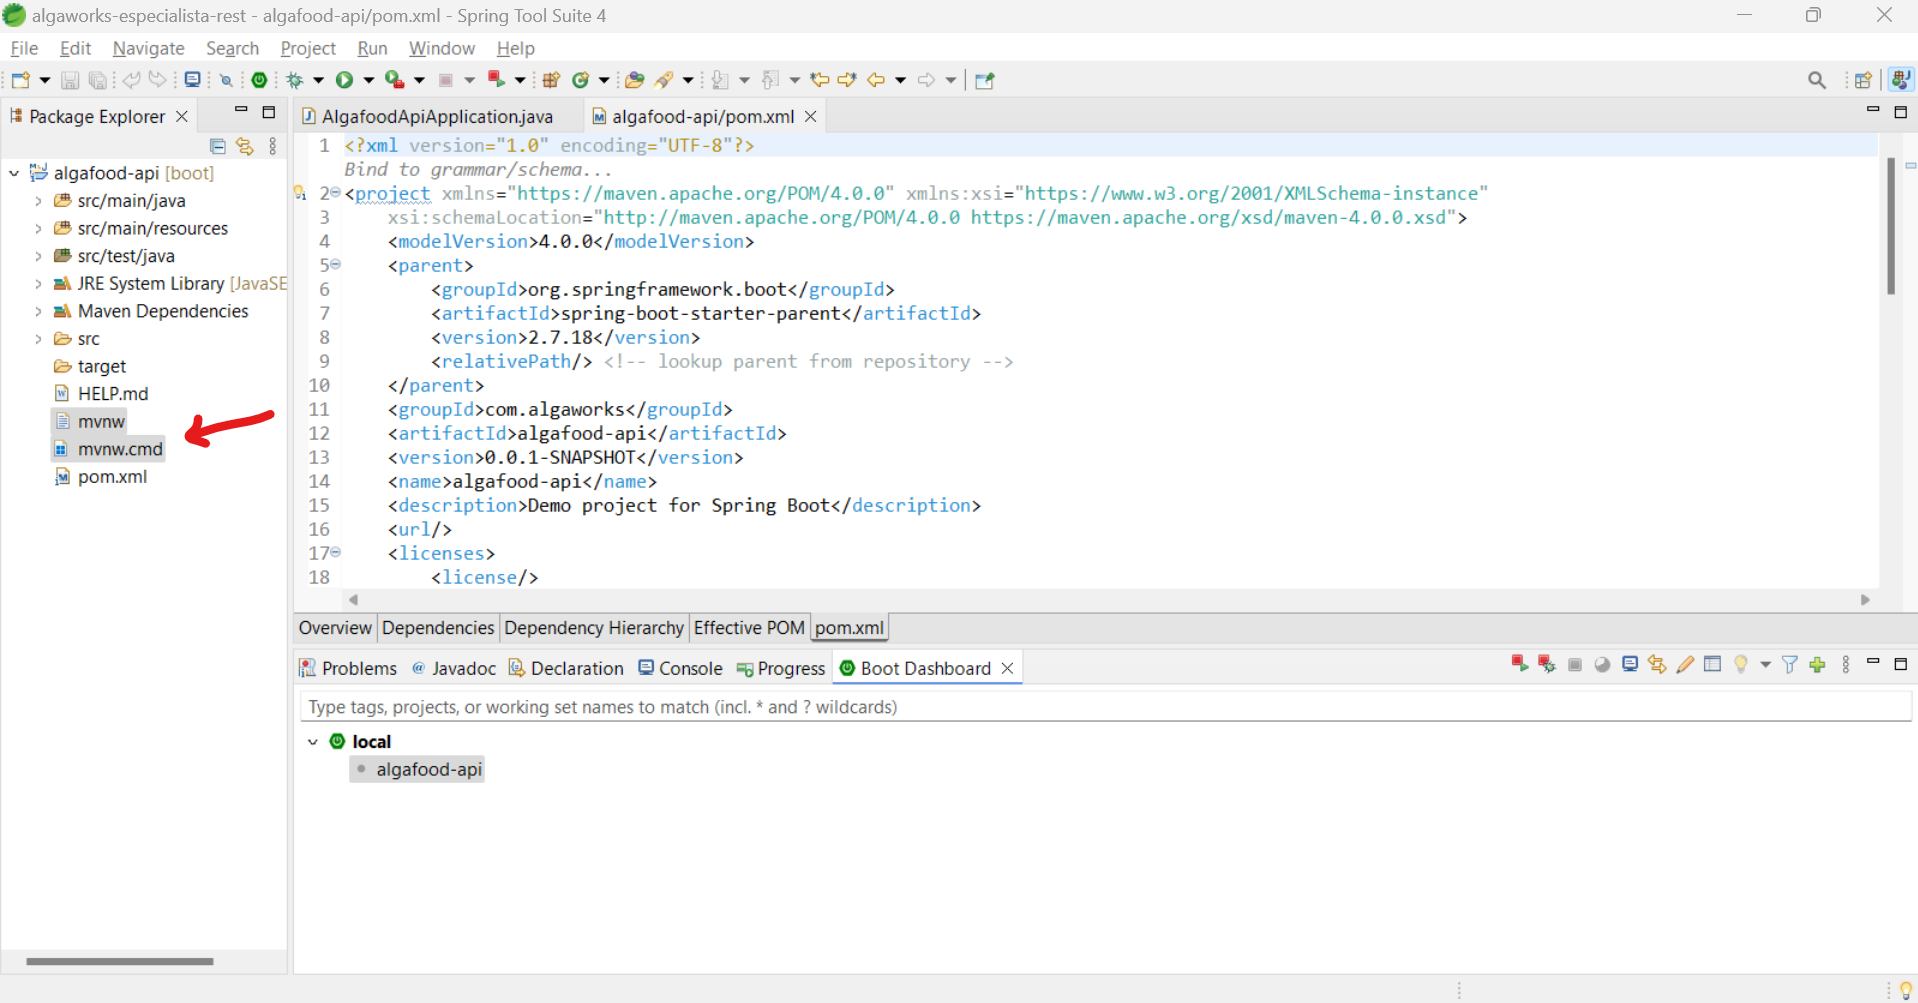 algaworks-especialista-rest - algafood-api/pom.xml - Spring Tool Suite 4
File Edit Navigate Search Project Run Window Help
Package Explorer
algafood-api [boot]
src/main/java
src/main/resources
src/test/java
JRE System Library [JavaSE
Maven Dependencies
src
target
HELP.md
mvnw
mvnw.cmd
pom.xml
AlgafoodApiApplication.java algafood-api/pom.xml
1 <?xml version="1.0" encoding="UTF-8"?>
Bind to grammar/schema...
2 <project xmlns="https://maven.apache.org/POM/4.0.0" xmlns:xsi="https://www.w3.org/2001/XMLSchema-instance"
3 xsi:schemaLocation="http://maven.apache.org/POM/4.0.0 https://maven.apache.org/xsd/maven-4.0.0.xsd">
4 <modelVersion>4.0.0</modelVersion>
5 <parent>
6 <groupId>org.springframework.boot</groupId>
7 <artifactId>spring-boot-starter-parent</artifactId>
8 <version>2.7.18</version>
9 <relativePath/> <!-- lookup parent from repository -->
10 </parent>
11 <groupId>com.algaworks</groupId>
12 <artifactId>algafood-api</artifactId>
13 <version>0.0.1-SNAPSHOT</version>
14 <name>algafood-api</name>
15 <description>Demo project for Spring Boot</description>
16 <url/>
17 <licenses>
18 <license/>
Overview Dependencies Dependency Hierarchy Effective POM pom.xml
Problems Javadoc Declaration Console Progress Boot Dashboard
Type tags, projects, or working set names to match (incl. * and ? wildcards)
local
algafood-api